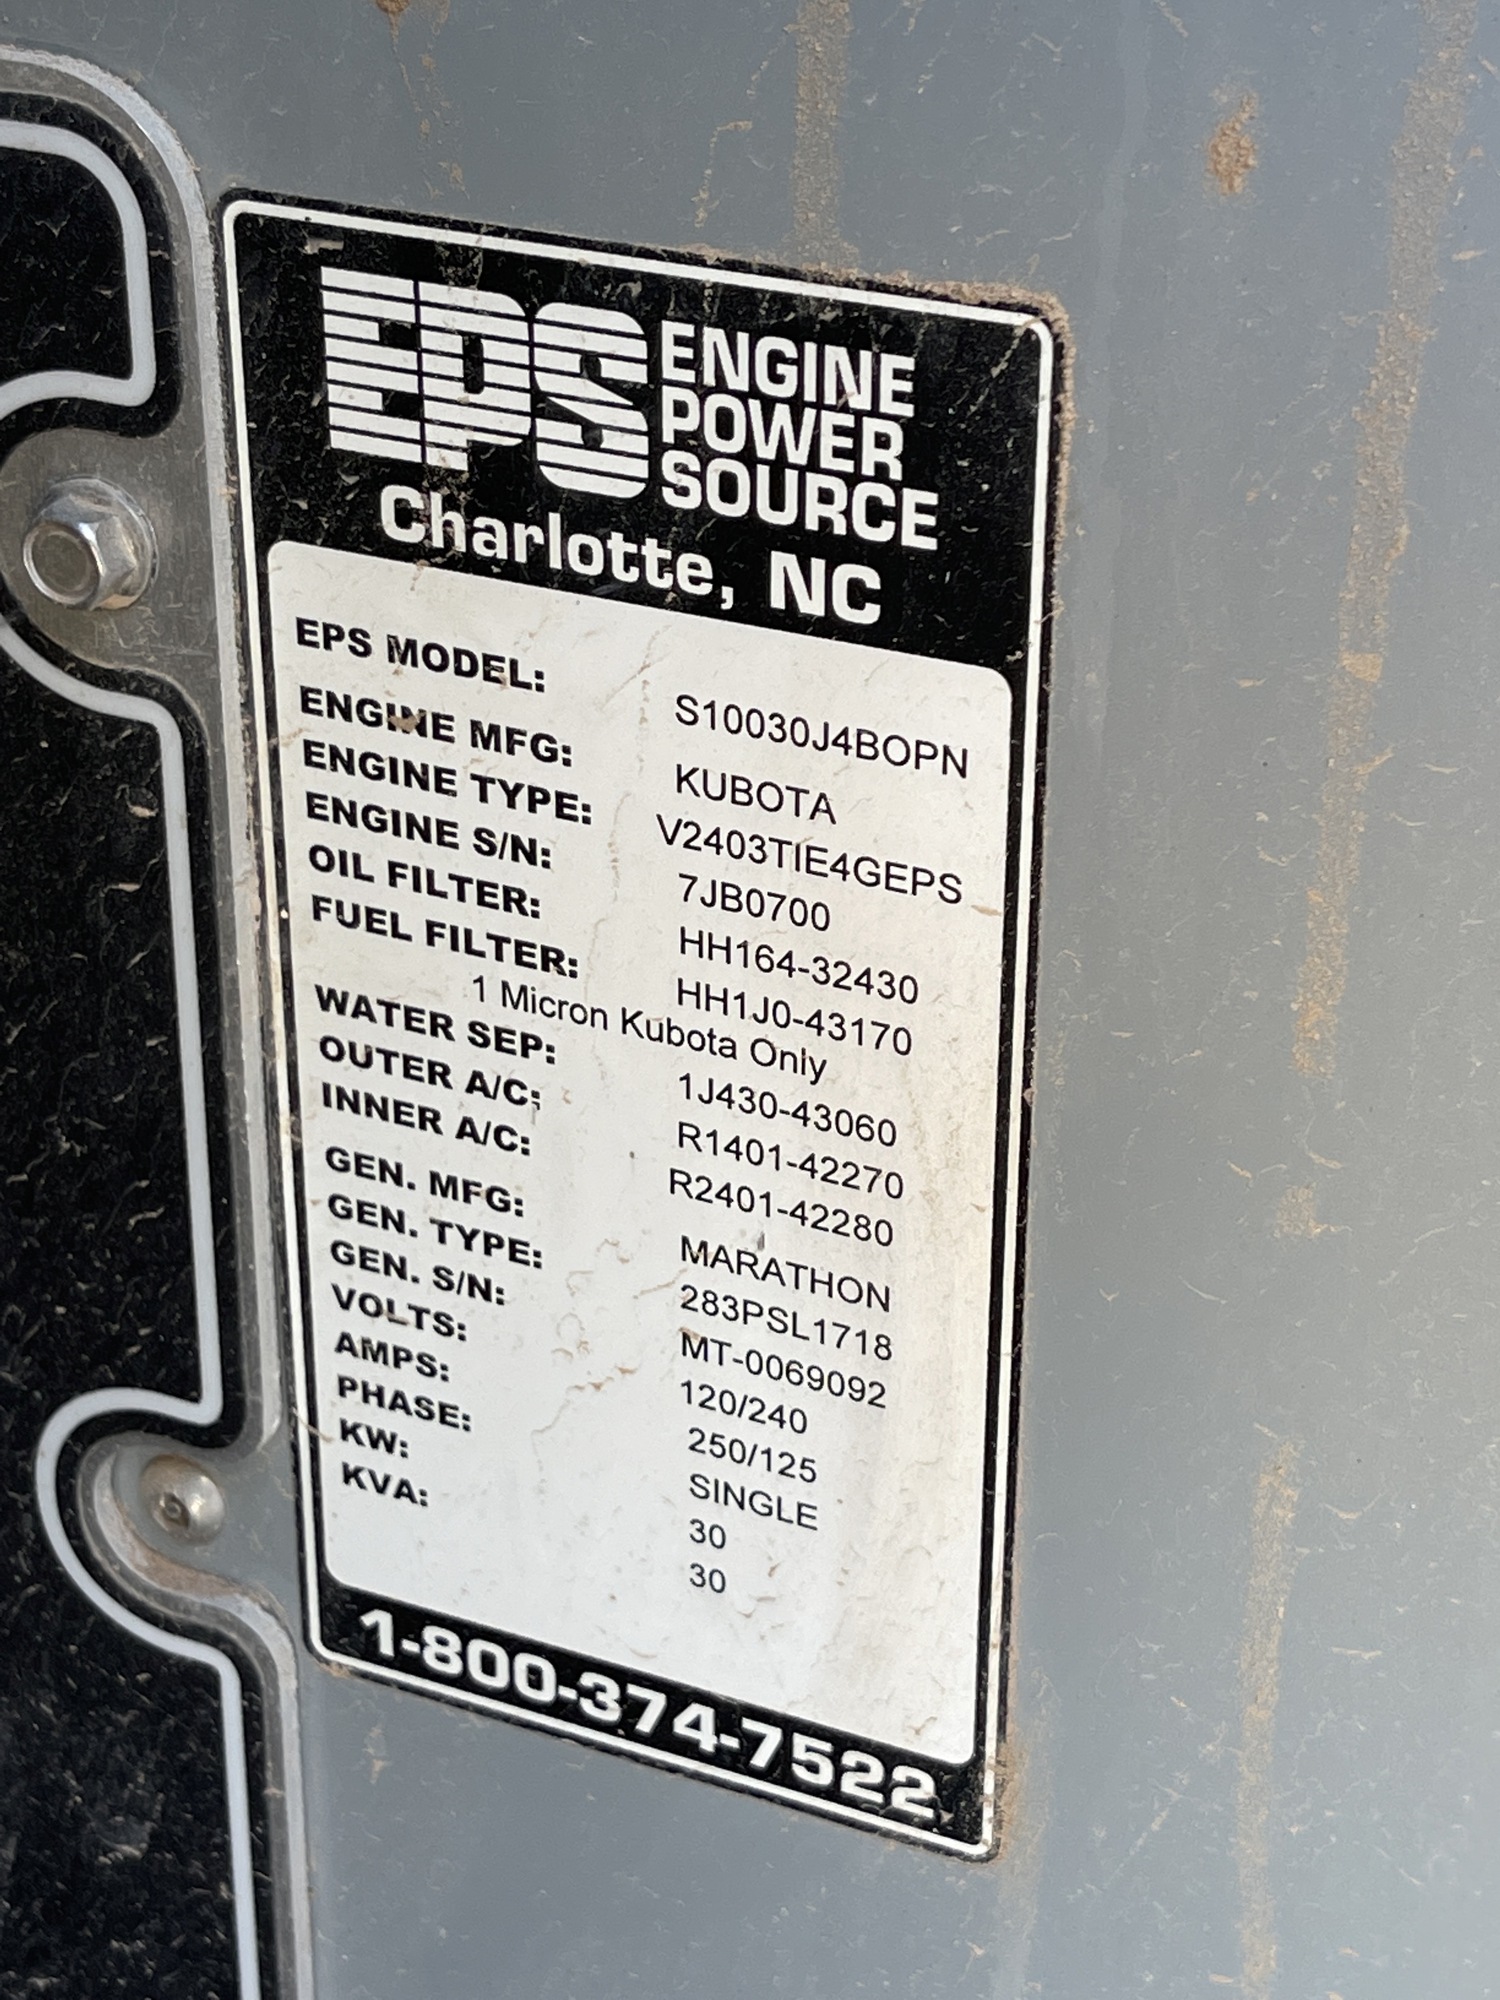 EPS ENGINE
POWER
SOURCE
Charlotte, NC
EPS MODEL: S10030J4BOPN
ENGINE MFG: KUBOTA
ENGINE TYPE: V2403TIE4GEPS
ENGINE S/N: 7JB0700
OIL FILTER: HH164-32430
FUEL FILTER: HH1J0-43170
1 Micron Kubota Only
WATER SEP: 1J430-43060
OUTER A/C: R1401-42270
INNER A/C: R2401-42280
GEN. MFG: MARATHON
GEN. TYPE: 283PSL1718
GEN. S/N: MT-0069092
VOLTS: 120/240
AMPS: 250/125
PHASE: SINGLE
KW: 30
KVA: 30
1-800-374-7522